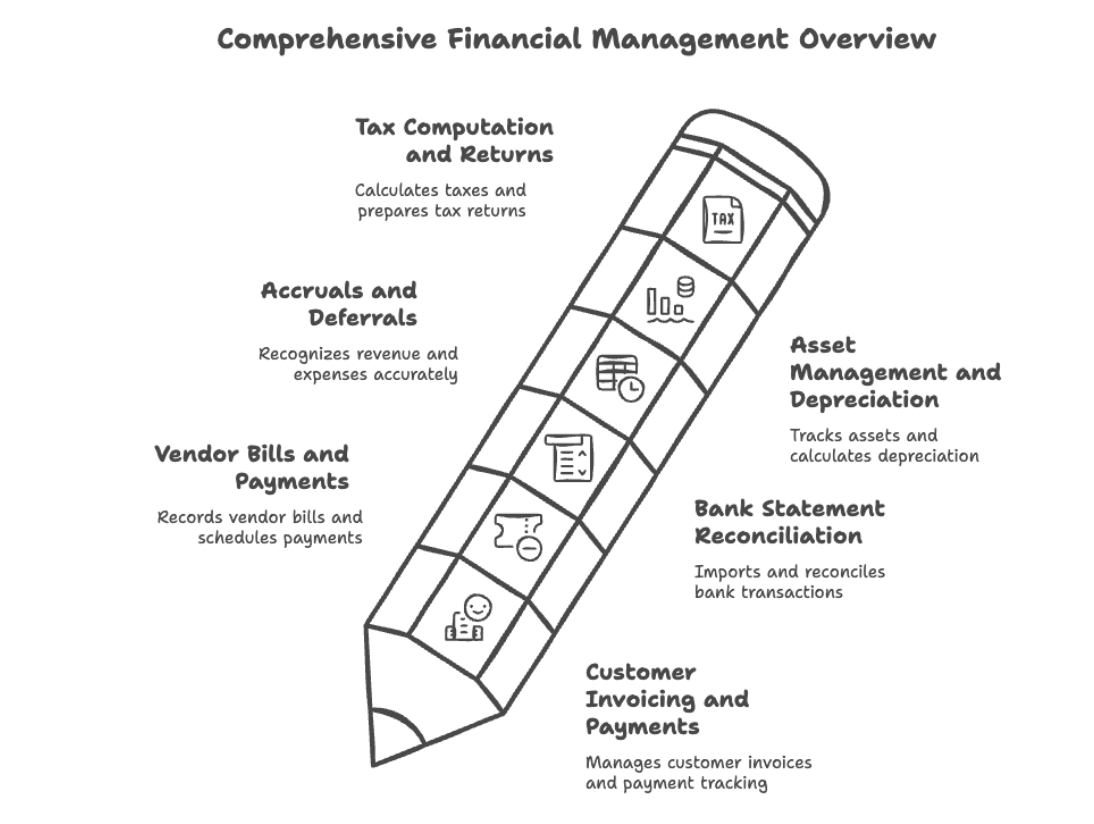 Comprehensive Financial Management Overview
Tax Computation
and Returns
Calculates taxes and
prepares tax returns
TAX
Accruals and
Deferrals
Recognizes revenue and
expenses accurately
Asset
Management and
Depreciation
Tracks assets and
calculates depreciation
Vendor Bills and
Payments
Records vendor bills and
schedules payments
Bank Statement
Reconciliation
Imports and reconciles
bank transactions
Customer
Invoicing and
Payments
Manages customer invoices
and payment tracking